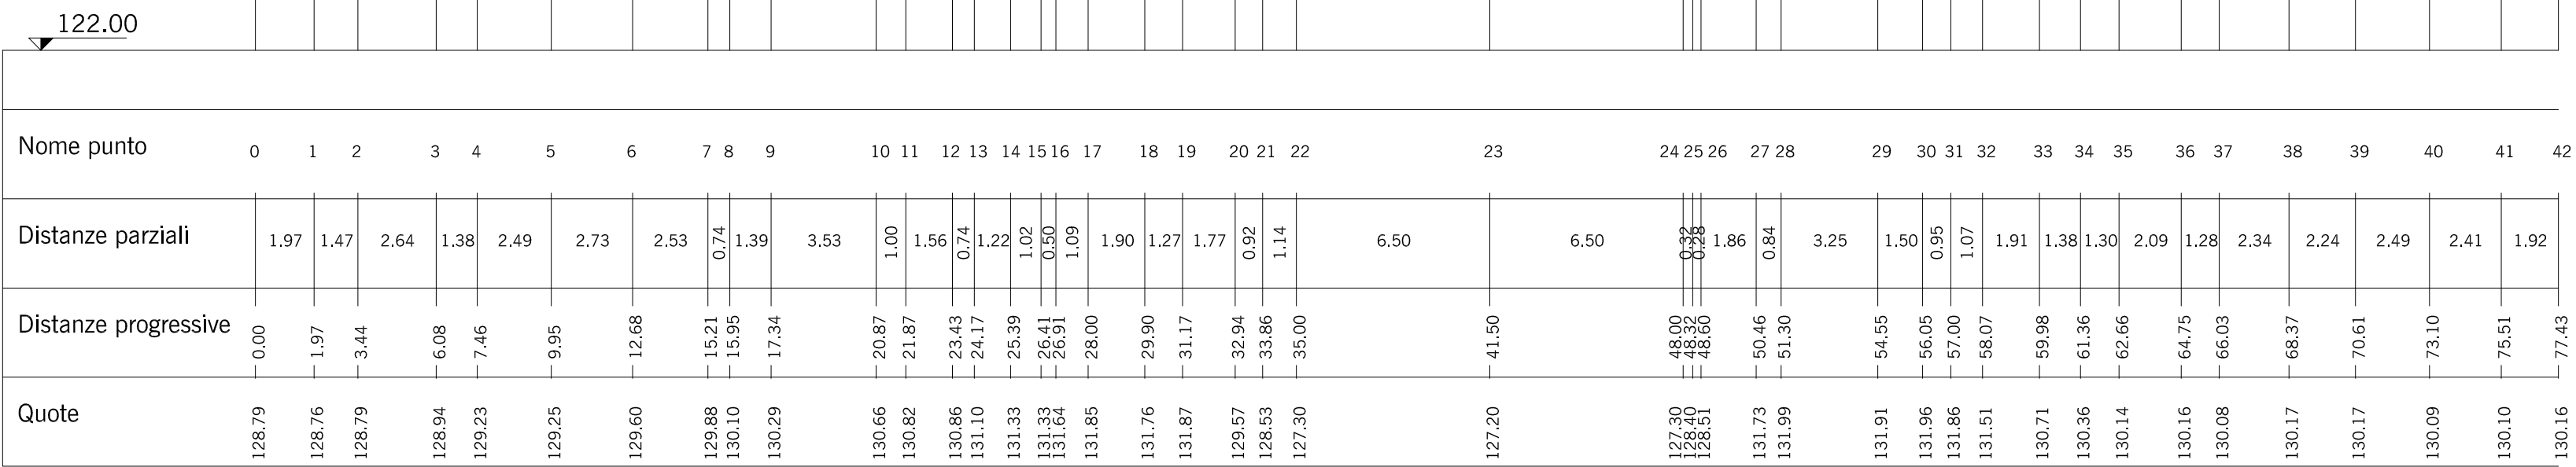 122.00
Nome punto 0 1 2 3 4 5 6 7 8 9 10 11 12 13 14 15 16 17 18 19 20 21 22 23 24 25 26 27 28 29 30 31 32 33 34 35 36 37 38 39 40 41 42
Distanze parziali 1.97 1.47 2.64 1.38 2.49 2.73 2.53 0.74 1.39 3.53 1.00 1.56 0.74 1.22 1.02 0.50 1.09 1.90 1.27 1.77 0.92 1.14 6.50 6.50 0.32 0.28 1.86 0.84 3.25 1.50 0.95 1.07 1.91 1.38 1.30 2.09 1.28 2.34 2.24 2.49 2.41 1.92
Distanze progressive 0.00 1.97 3.44 6.08 7.46 9.95 12.68 15.21 15.95 17.34 20.87 21.87 23.43 24.17 25.39 26.41 26.91 28.00 29.90 31.17 32.94 33.86 35.00 41.50 48.00 48.32 48.60 50.46 51.30 54.55 56.05 57.00 58.07 59.98 61.36 62.66 64.75 66.03 68.37 70.61 73.10 75.51 77.43
Quote 128.79 128.76 128.79 128.94 129.23 129.25 129.60 129.88 130.10 130.29 130.66 130.82 130.86 131.10 131.33 131.33 131.64 131.85 131.76 131.87 129.57 128.53 127.30 127.20 127.30 128.40 128.51 131.73 131.99 131.91 131.96 131.86 131.51 130.71 130.36 130.14 130.16 130.08 130.17 130.17 130.09 130.10 130.16